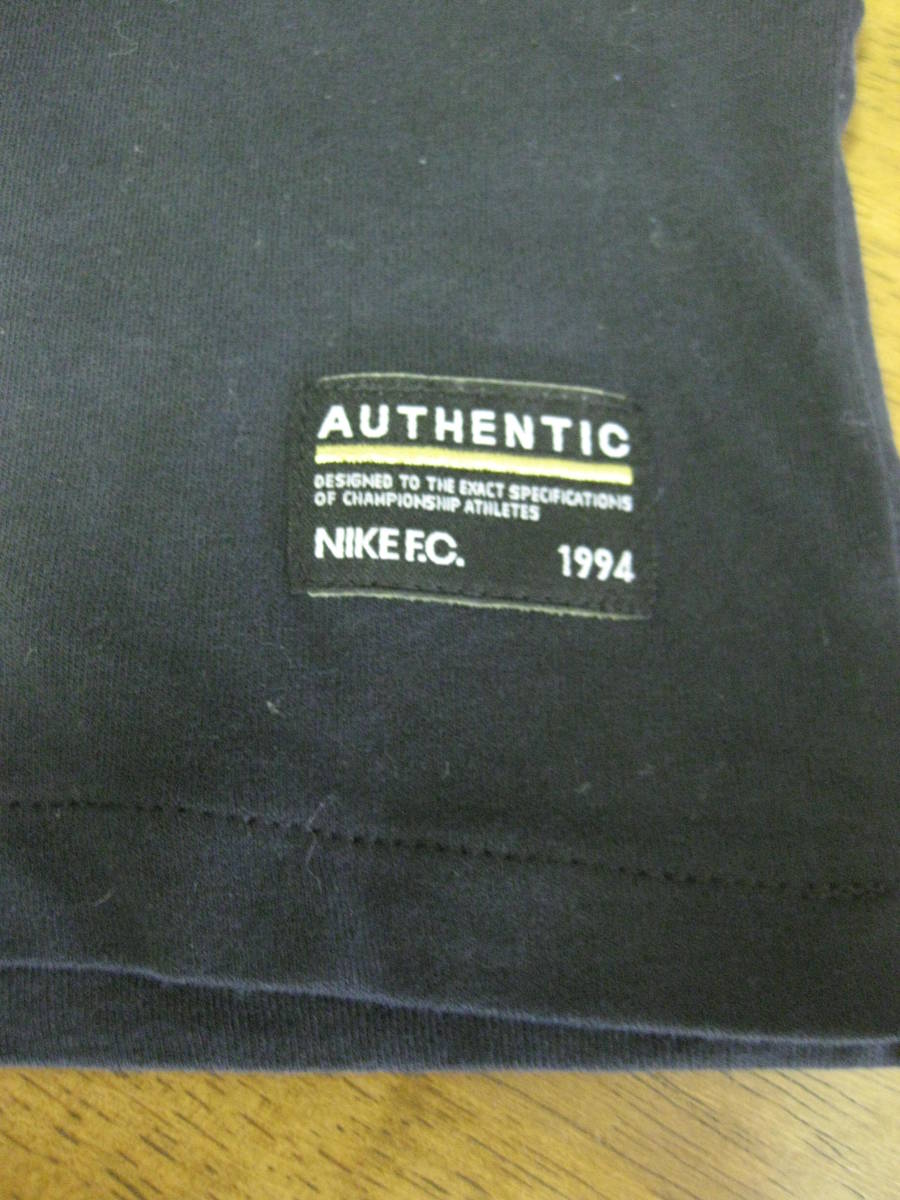 AUTHENTIC
DESIGNED TO THE EXACT SPECIFICATIONS
OF CHAMPIONSHIP ATHLETES
NIKE F.C. 1994